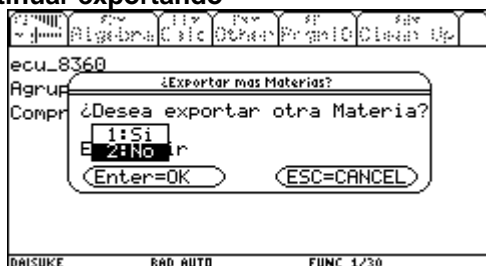 tinuar exportando
Algebra Calc Other PrgmIO Clean Up
ecu_8360
¿Exportar mas Materias?
Agrup
Compr ¿Desea exportar otra Materia?
1:Si
E 2:No ir
Enter=OK ESC=CANCEL
DAISUKE RAD AUTO FUNC 1/30